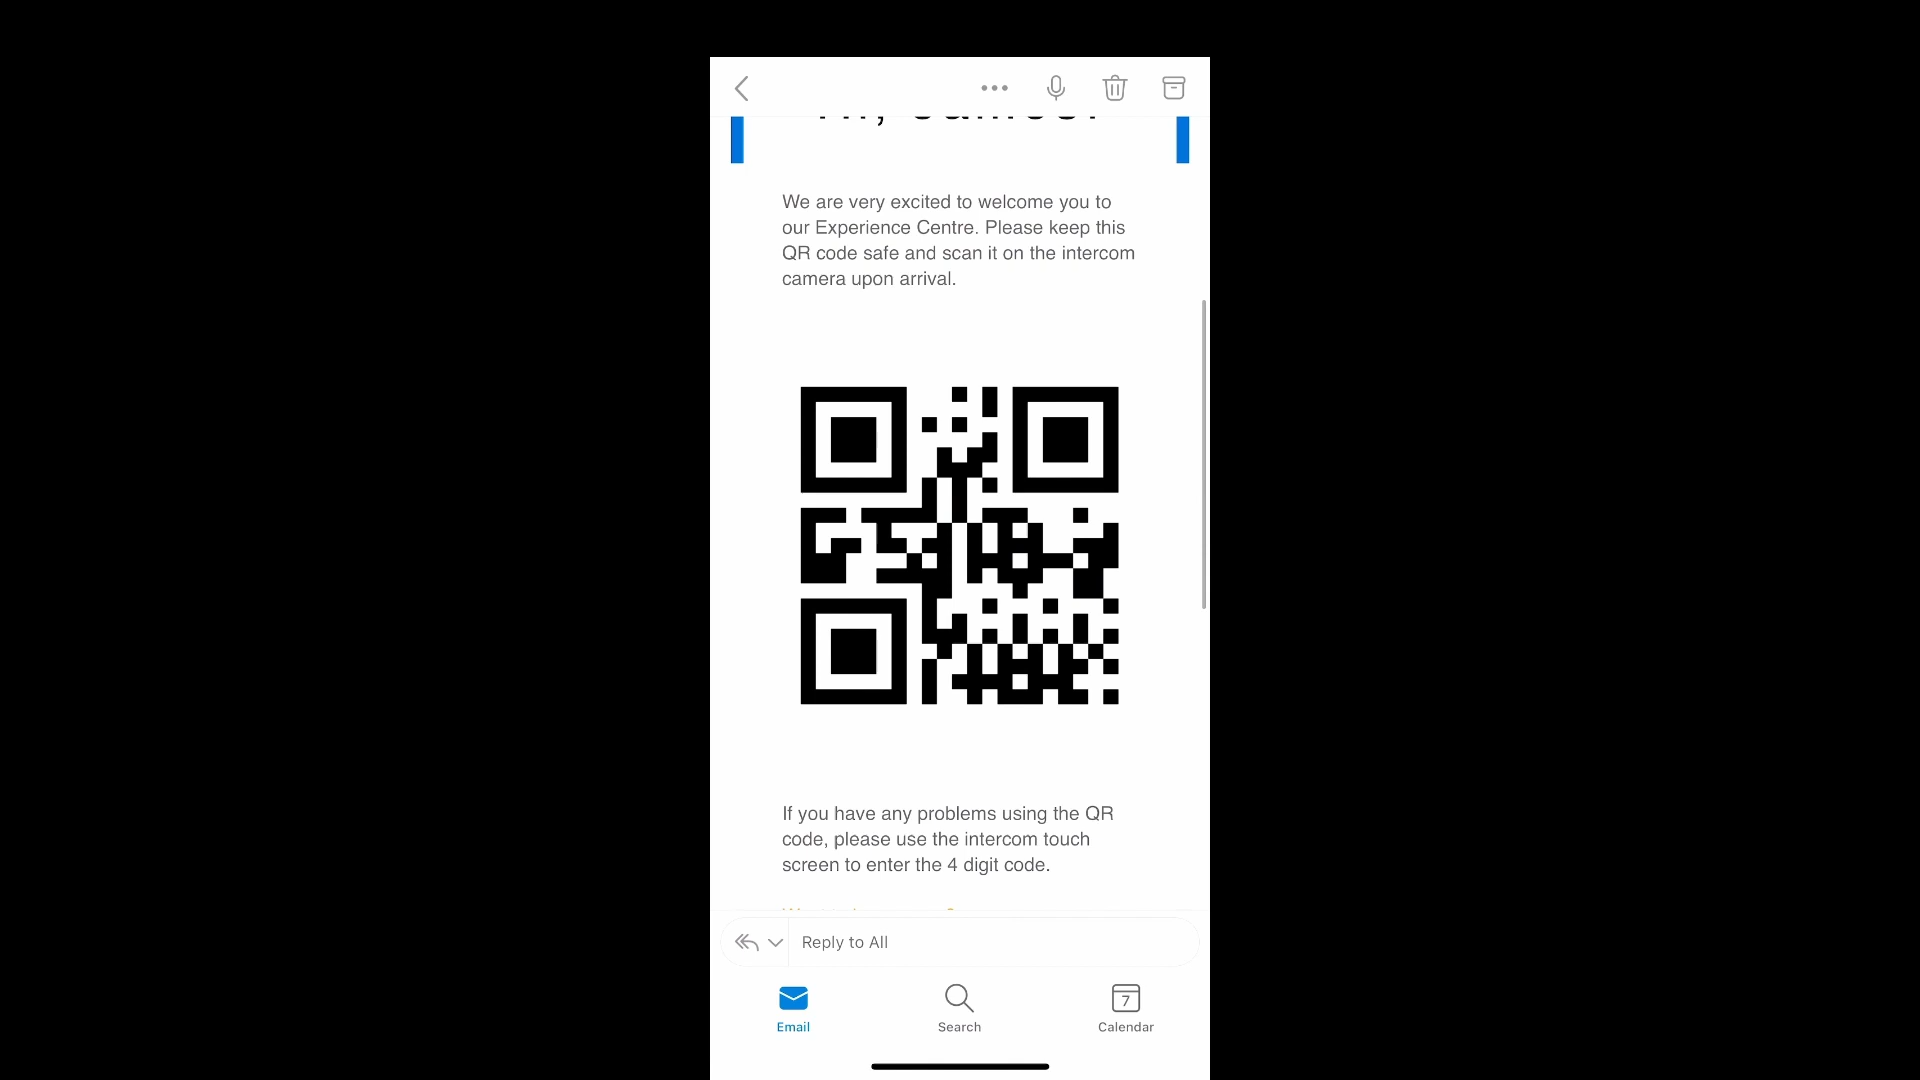 We are very excited to welcome you to
our Experience Centre. Please keep this
QR code safe and scan it on the intercom
camera upon arrival.
If you have any problems using the QR
code, please use the intercom touch
screen to enter the 4 digit code.
Reply to All
7
Email
Search
Calendar